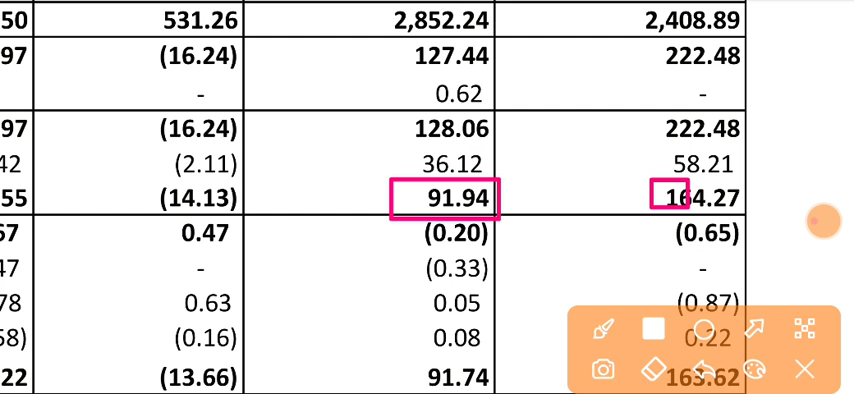 50 531.26 2,852.24 2,408.89
97 (16.24) 127.44 222.48
- 0.62 -
97 (16.24) 128.06 222.48
42 (2.11) 36.12 58.21
55 (14.13) 91.94 164.27
67 0.47 (0.20) (0.65)
47 - (0.33) -
78 0.63 0.05 (0.87)
58) (0.16) 0.08 0.22
22 (13.66) 91.74 163.62